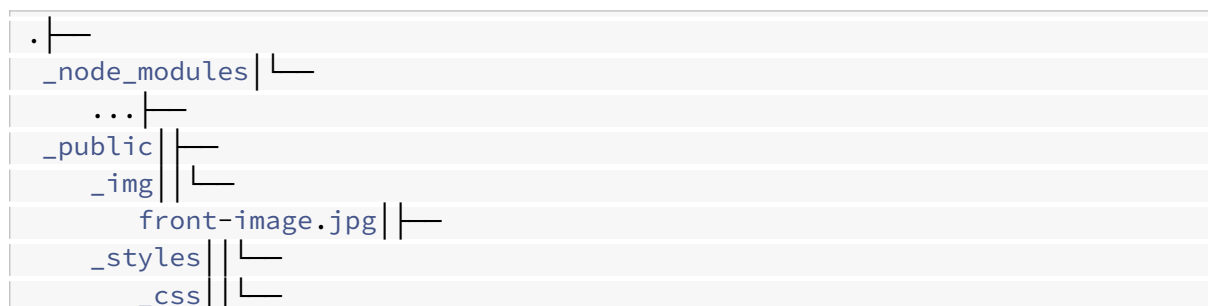 .├──
_node_modules│└──
...├──
_public││├──
_img││└──
front-image.jpg│├──
_styles││└──
_css││└──